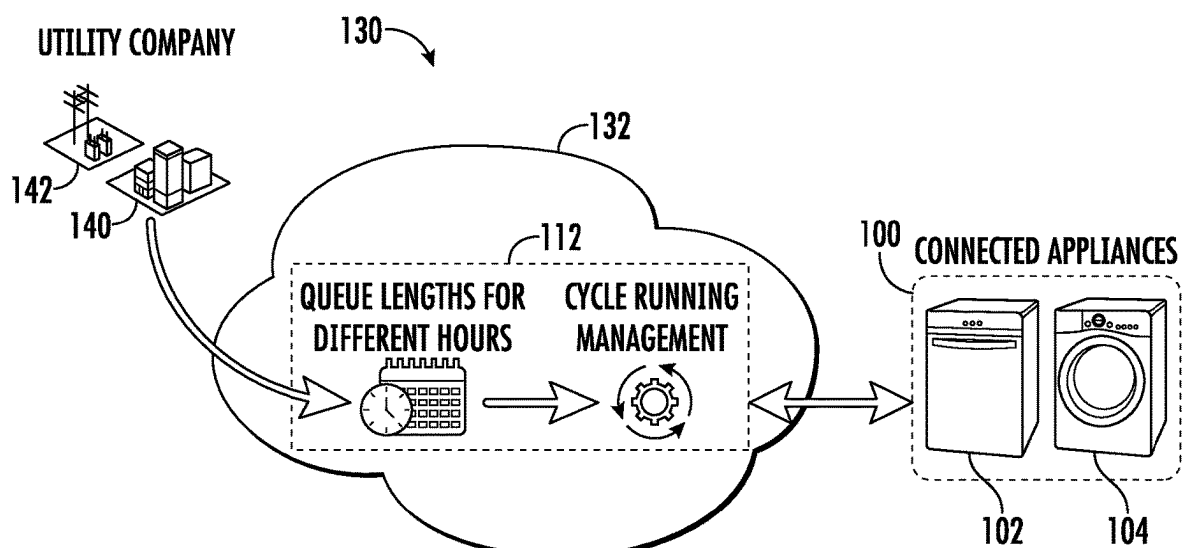 UTILITY COMPANY
130
132
142
140
112
QUEUE LENGTHS FOR
DIFFERENT HOURS
CYCLE RUNNING
MANAGEMENT
100
CONNECTED APPLIANCES
102
104